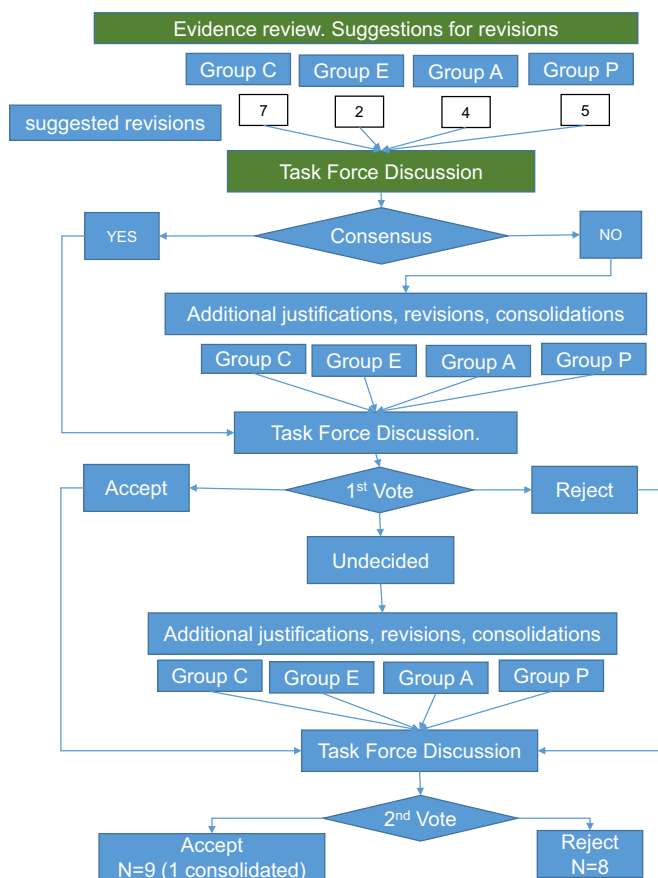 Evidence review. Suggestions for revisions
Group C
Group E
Group A
Group P
suggested revisions
7
2
4
5
Task Force Discussion
YES
Consensus
NO
Additional justifications, revisions, consolidations
Group C
Group E
Group A
Group P
Task Force Discussion.
Accept
1st Vote
Reject
Undecided
Additional justifications, revisions, consolidations
Group C
Group E
Group A
Group P
Task Force Discussion
2nd Vote
Accept
N=9 (1 consolidated)
Reject
N=8